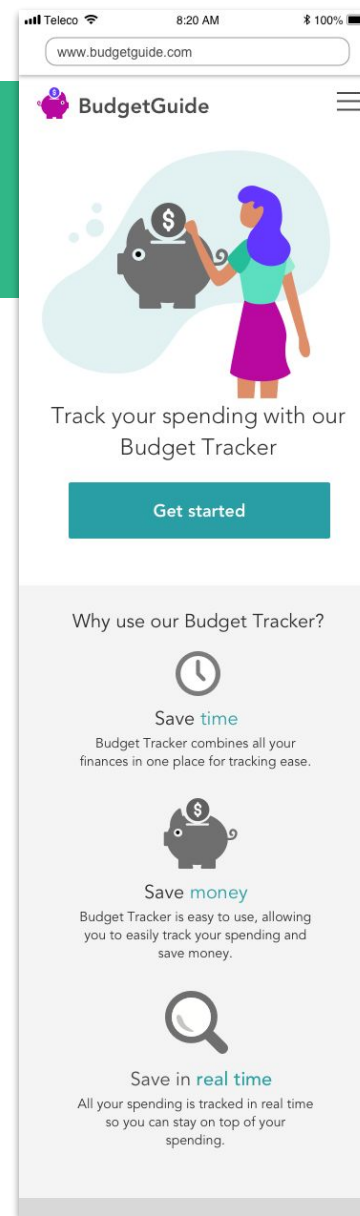 Teleco 8:20 AM 100%
www.budgetguide.com
$
BudgetGuide
$
Track your spending with our
Budget Tracker
Get started
Why use our Budget Tracker?
Save time
Budget Tracker combines all your
finances in one place for tracking ease.
$
Save money
Budget Tracker is easy to use, allowing
you to easily track your spending and
save money.
Save in real time
All your spending is tracked in real time
so you can stay on top of your
spending.